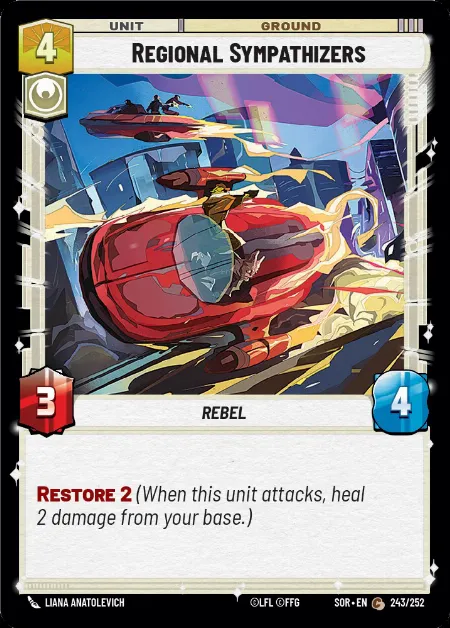 4
UNIT
GROUND
REGIONAL SYMPATHIZERS
3
REBEL
4
RESTORE 2 (When this unit attacks, heal
2 damage from your base.)
LIANA ANATOLEVICH
©LFL ©FFG
SOR • EN C 243/252